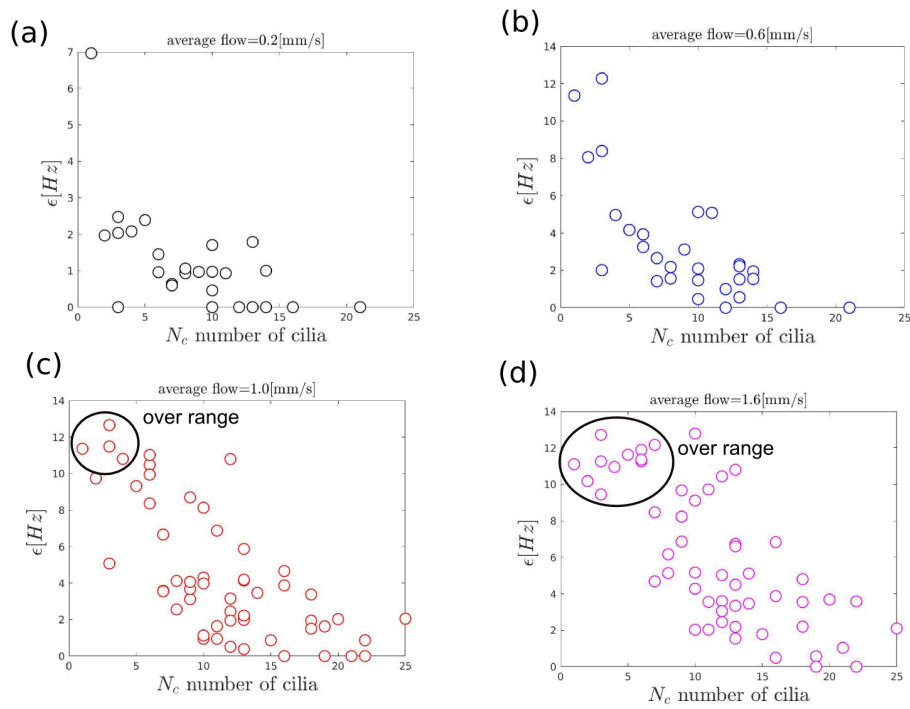 (a)
average flow=0.2[mm/s]
7
6
5
4
3
2
1
0
0 5 10 15 20 25
ϵ[Hz]
N_c number of cilia
(b)
average flow=0.6[mm/s]
14
12
10
8
6
4
2
0
0 5 10 15 20 25
ϵ[Hz]
N_c number of cilia
(c)
average flow=1.0[mm/s]
over range
14
12
10
8
6
4
2
0
0 5 10 15 20 25
ϵ[Hz]
N_c number of cilia
(d)
average flow=1.6[mm/s]
over range
14
12
10
8
6
4
2
0
0 5 10 15 20 25
ϵ[Hz]
N_c number of cilia